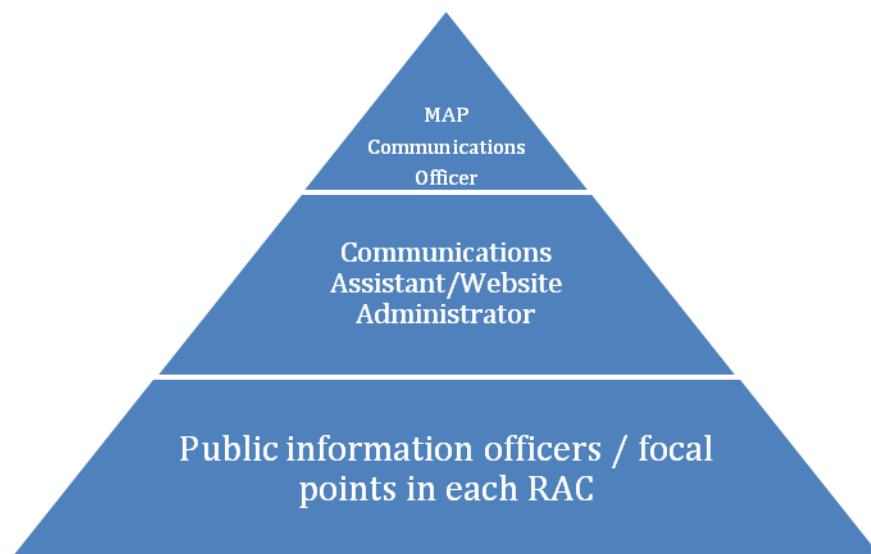 MAP
Communications
Officer
Communications
Assistant/Website
Administrator
Public information officers / focal
points in each RAC